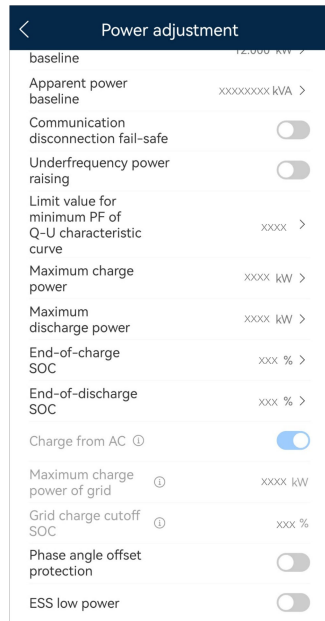 Power adjustment
baseline
12.000 kW
Apparent power
baseline
xxxxxxxx kVA
Communication
disconnection fail-safe
Underfrequency power
raising
Limit value for
minimum PF of
Q-U characteristic
curve
xxxx
Maximum charge
power
xxxx kW
Maximum
discharge power
xxxx kW
End-of-charge
SOC
xxx %
End-of-discharge
SOC
xxx %
Charge from AC
Maximum charge
power of grid
xxxx kW
Grid charge cutoff
SOC
xxx %
Phase angle offset
protection
ESS low power